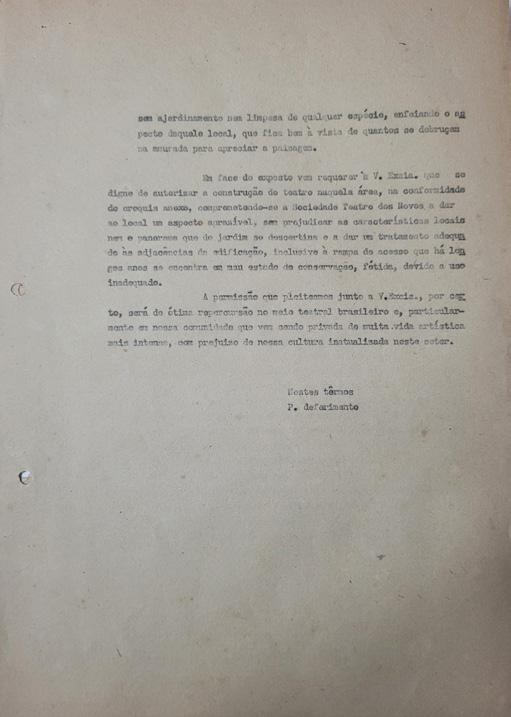 sem ajardinamento nem limpesa de qualquer espécie, enfeiando o as
pecto daquele local, que fica bem à vista de quantos se debruçam
na amurada para apreciar a paisagem.
Em face do exposto vem requerer à V. Excia. que se
digne de autorizar a construção do teatro naquela área, na conformidade
do croquis anexo, comprometendo-se a Sociedade Teatro dos Novos a dar
ao local um aspecto aprazível, sem prejudicar as características locais
nem o panorama que do jardim se descortina e a dar um tratamento adequa
do às adjacências da edificação, inclusive à rampa de acesso que há lon
gos anos se encontra em mau estado de conservação, fétida, devido a uso
inadequado.
A permissão que pleiteamos junto a V.Excia., por cer
to, será de ótima repercursão no meio teatral brasileiro e, particular-
mente em nossa comunidade que vem sendo privada de muita vida artística
mais intensa, com prejuizo de nossa cultura inatualizada neste setor.
Nestes têrmos
P. deferimento